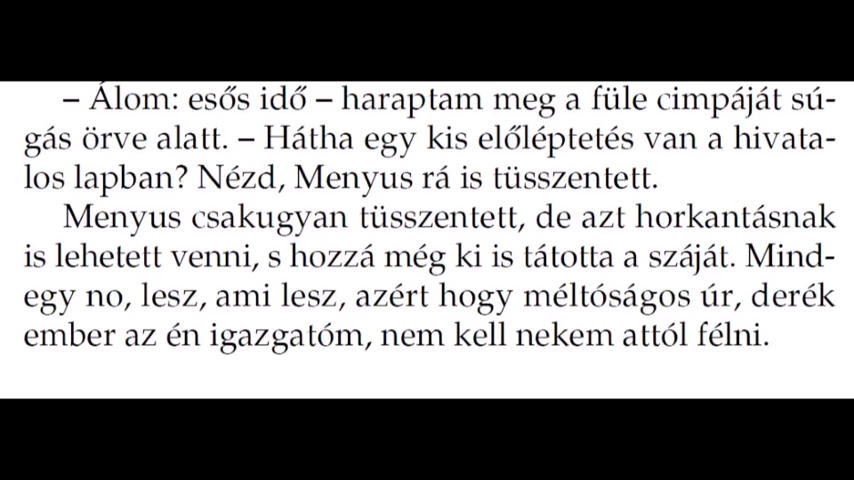 – Álom: esős idő – haraptam meg a füle cimpáját sú-
gás örve alatt. – Hátha egy kis előléptetés van a hivata-
los lapban? Nézd, Menyus rá is tüsszentett.
Menyus csakugyan tüsszentett, de azt horkantásnak
is lehetett venni, s hozzá még ki is tátotta a száját. Mind-
egy no, lesz, ami lesz, azért hogy méltóságos úr, derék
ember az én igazgatóm, nem kell nekem attól félni.